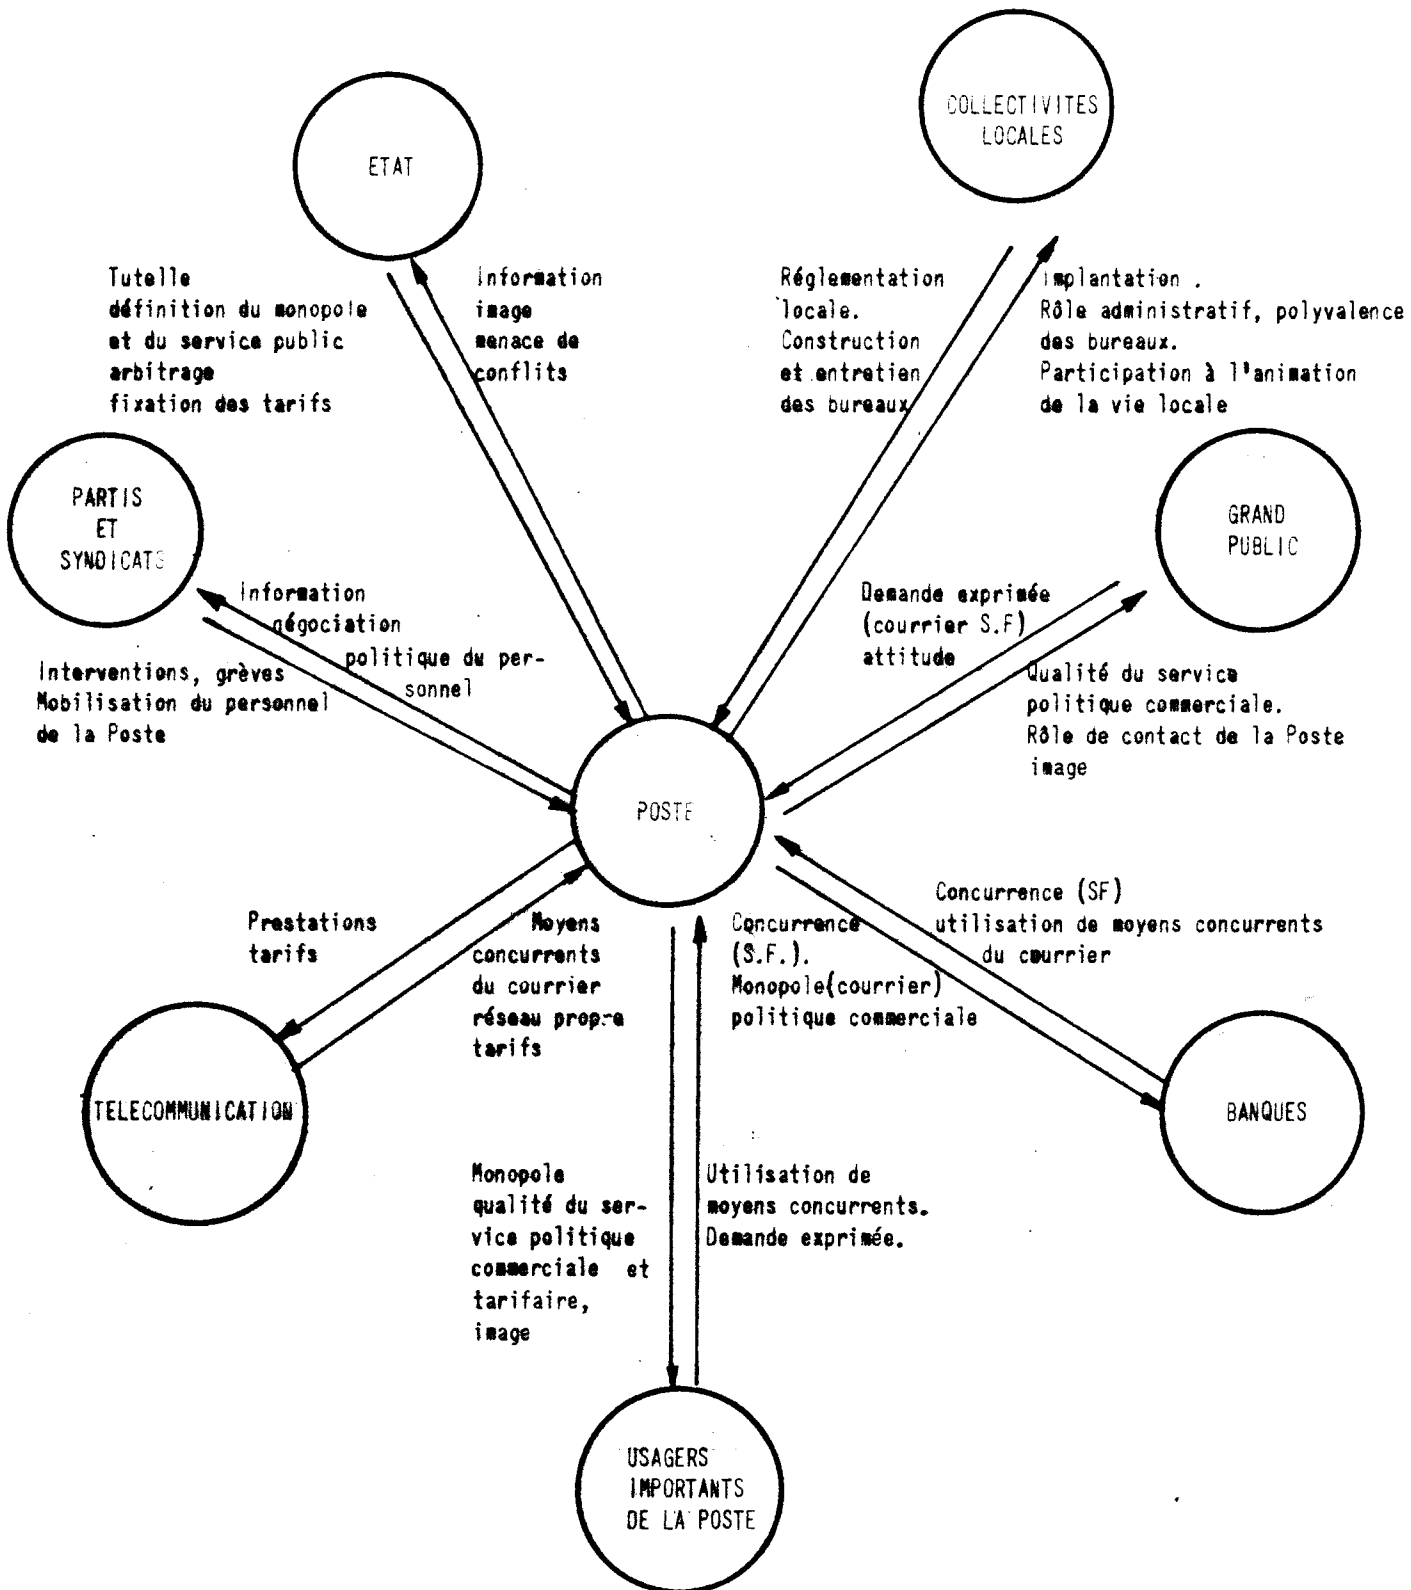 COLLECTIVITES
LOCALES
ETAT
Tutelle
définition du monopole
et du service public
arbitrage
fixation des tarifs
Information
image
menace de
conflits
Réglementation
locale.
Construction
et entretien
des bureaux
Implantation.
Rôle administratif, polyvalence
des bureaux.
Participation à l'animation
de la vie locale
PARTIS
ET
SYNDICATS
GRAND
PUBLIC
Information
négociation
politique du per-
sonnel
Interventions, grèves
Mobilisation du personnel
de la Poste
Demande exprimée
(courrier S.F)
attitude
Qualité du service
politique commerciale.
Rôle de contact de la Poste
image
POSTE
Prestations
tarifs
Moyens
concurrents
du courrier
réseau propre
tarifs
Concurrence
(S.F.).
Monopole(courrier)
politique commerciale
Concurrence (SF)
utilisation de moyens concurrents
du courrier
TELECOMMUNICATION
BANQUES
Monopole
qualité du ser-
vice politique
commerciale et
tarifaire,
image
Utilisation de
moyens concurrents.
Demande exprimée.
USAGERS
IMPORTANTS
DE LA POSTE